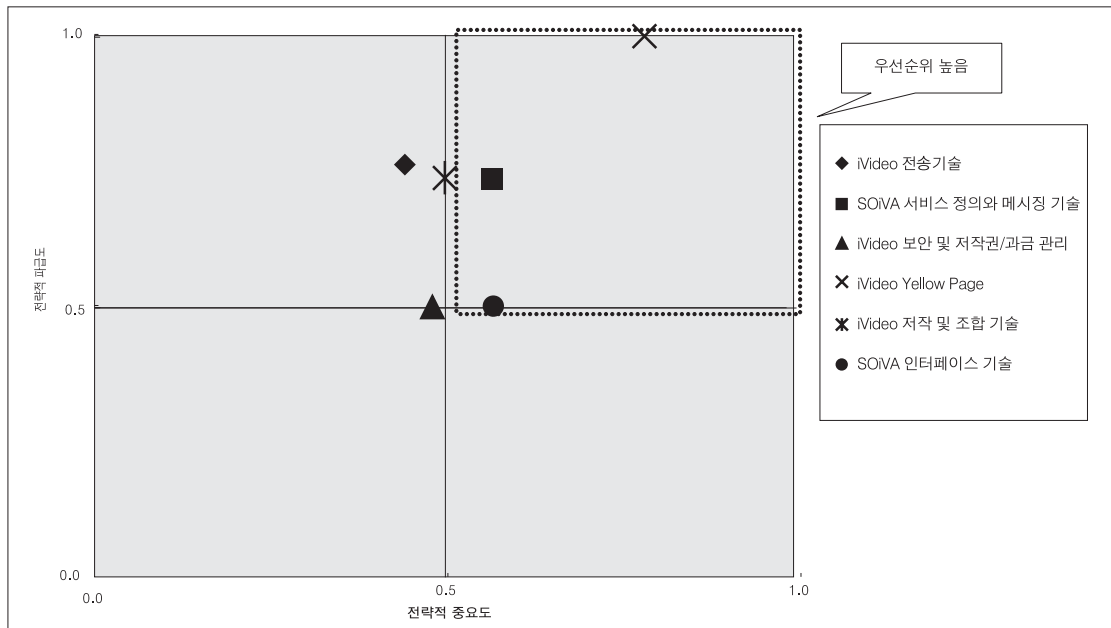 1.0
우선순위 높음
◆ iVideo 전송기술
■ SOiVA 서비스 정의와 메시징 기술
▲ iVideo 보안 및 저작권/과금 관리
× iVideo Yellow Page
ж iVideo 저작 및 조합 기술
● SOiVA 인터페이스 기술
전략적 파급도
0.5
0.0
0.0
0.5
1.0
전략적 중요도